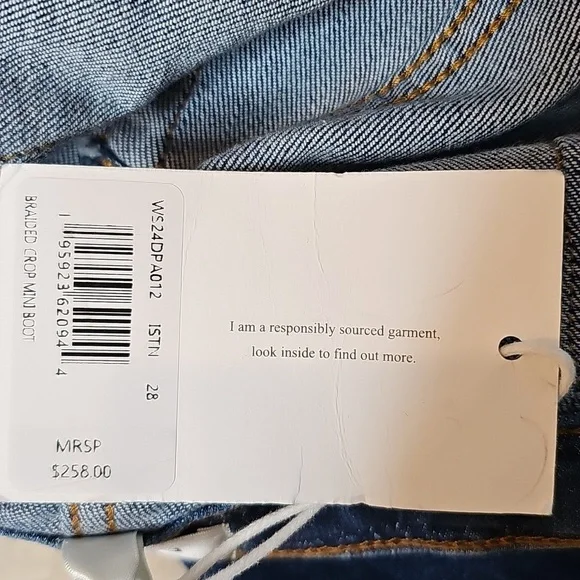 WS24DPA012 ISTN 28
1 95923 62094 4
BRAIDED CROP MINI BOOT
MRSP
$258.00
I am a responsibly sourced garment,
look inside to find out more.